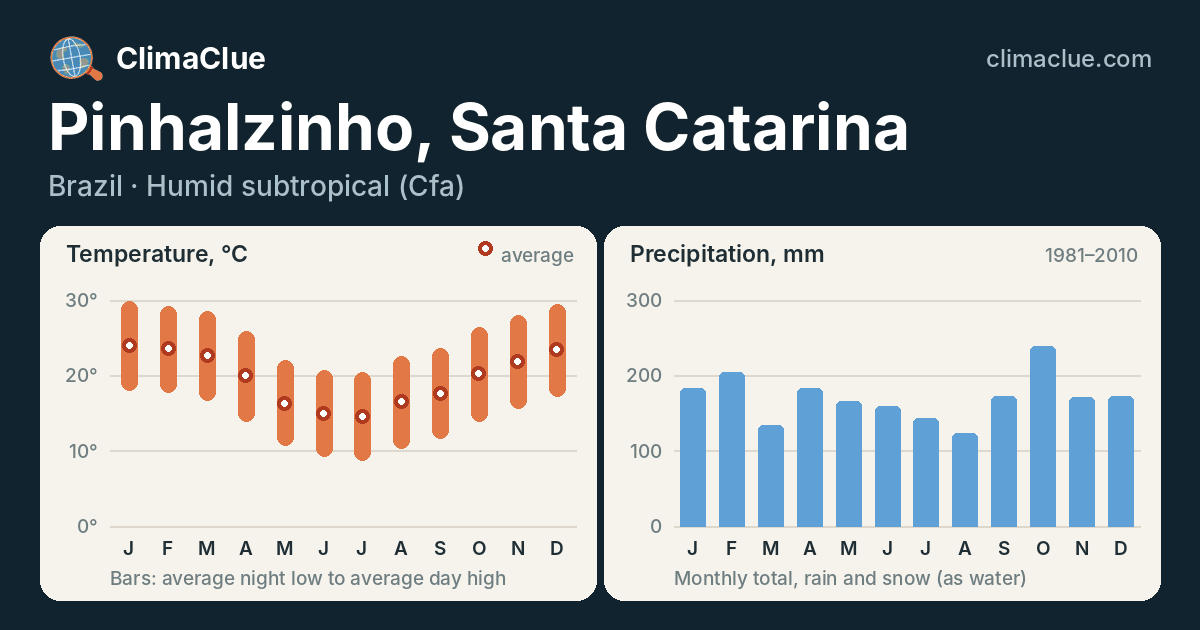 ClimaClue
climaclue.com
Pinhalzinho, Santa Catarina
Brazil · Humid subtropical (Cfa)
Temperature, °C
average
30°
20°
10°
0°
J F M A M J J A S O N D
Bars: average night low to average day high
Precipitation, mm
1981–2010
300
200
100
0
J F M A M J J A S O N D
Monthly total, rain and snow (as water)